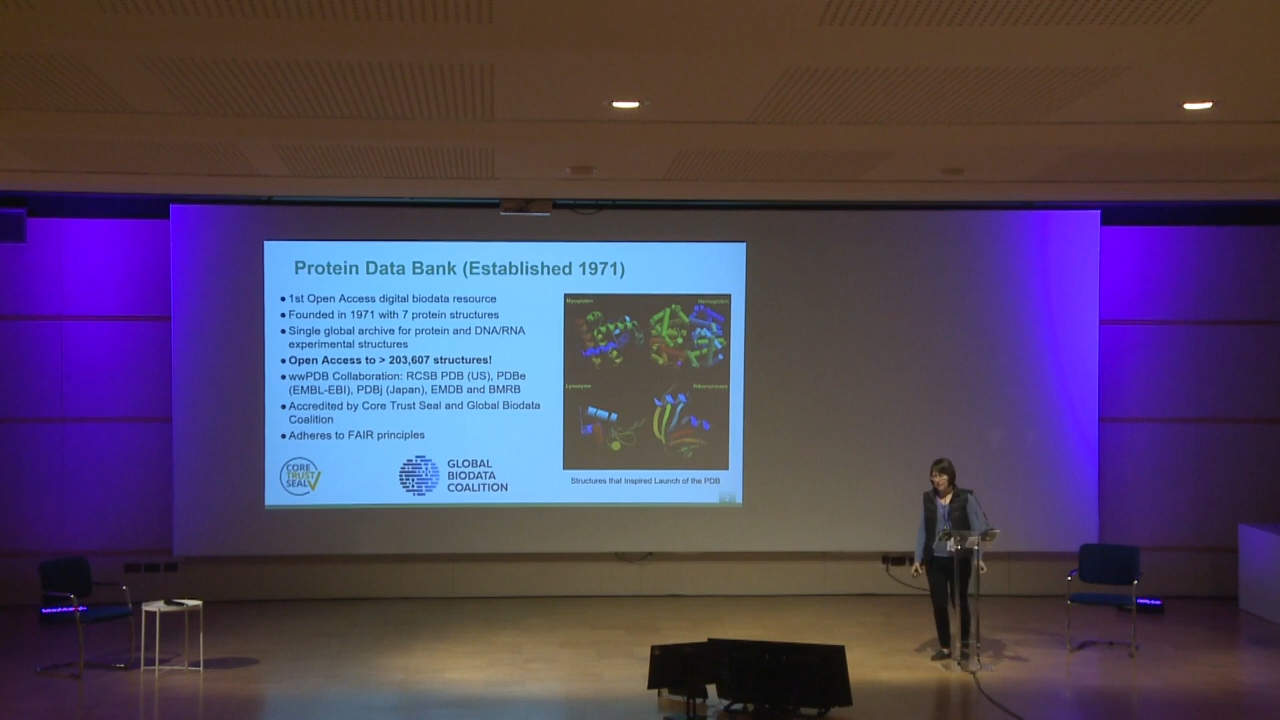 Protein Data Bank (Established 1971)
● 1st Open Access digital biodata resource
● Founded in 1971 with 7 protein structures
● Single global archive for protein and DNA/RNA
experimental structures
● Open Access to > 203,607 structures!
● wwPDB Collaboration: RCSB PDB (US), PDBe
(EMBL-EBI), PDBj (Japan), EMDB and BMRB
● Accredited by Core Trust Seal and Global Biodata
Coalition
● Adheres to FAIR principles
Myoglobin
Hemoglobin
Lysozyme
Ribonuclease
CORE
TRUST
SEAL
GLOBAL
BIODATA
COALITION
Structures that Inspired Launch of the PDB